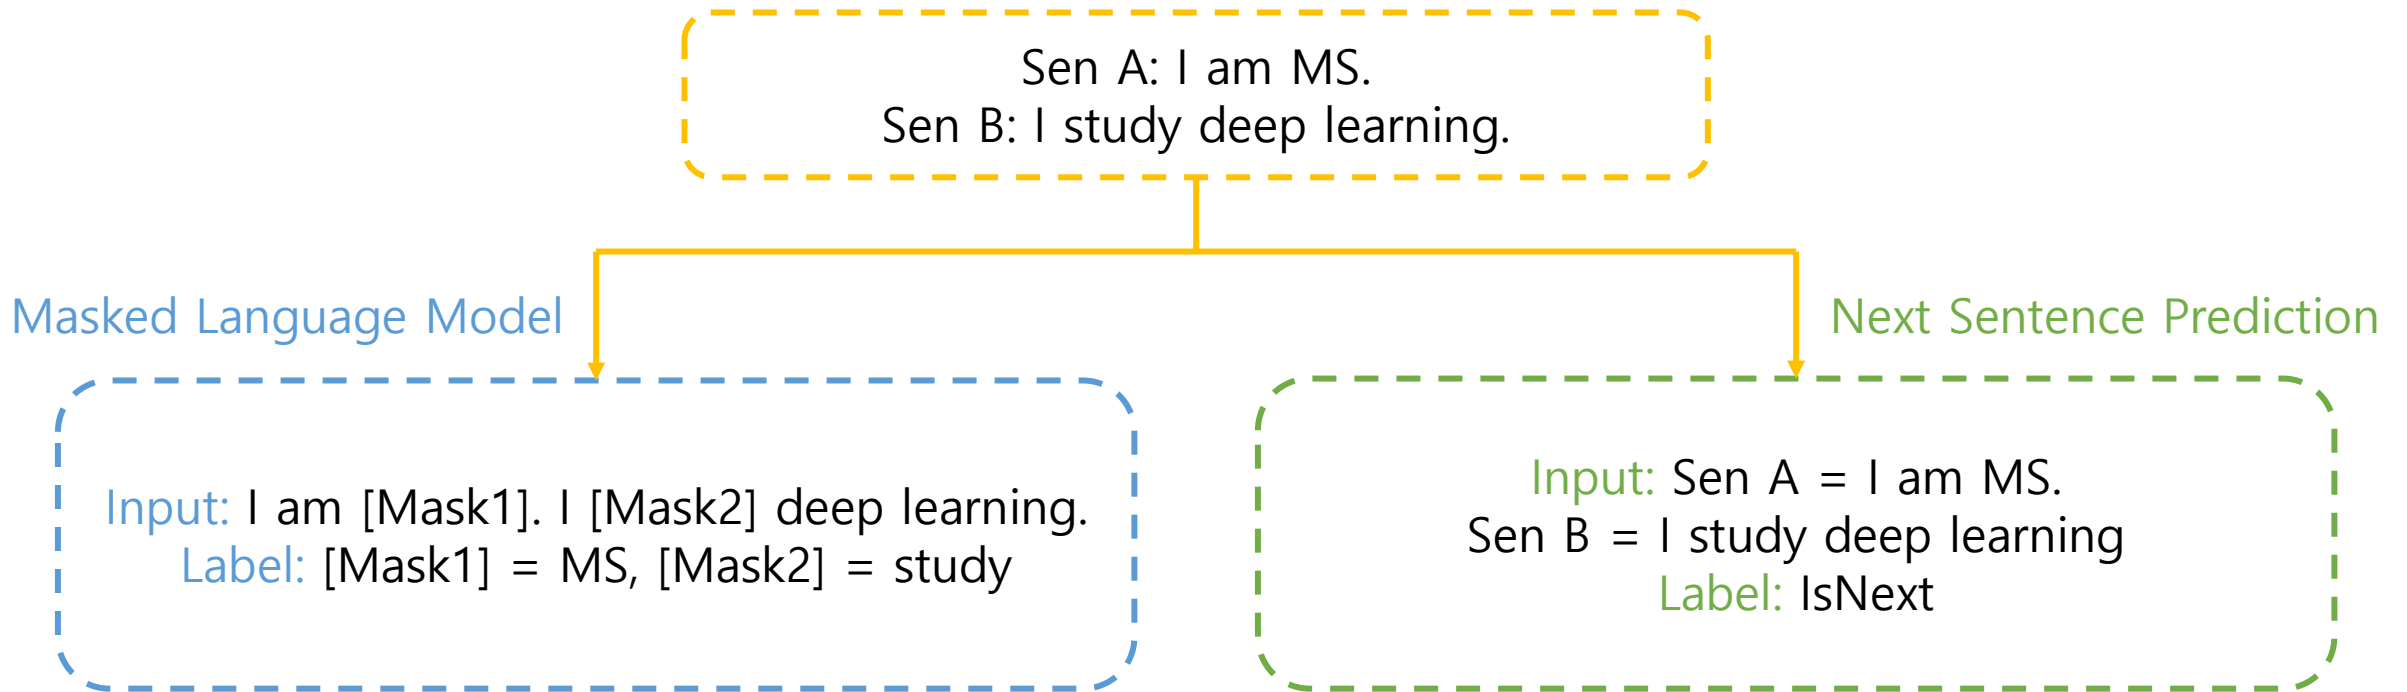 Sen A: I am MS.
Sen B: I study deep learning.
Masked Language Model
Next Sentence Prediction
Input: I am [Mask1]. I [Mask2] deep learning.
Label: [Mask1] = MS, [Mask2] = study
Input: Sen A = I am MS.
Sen B = I study deep learning
Label: IsNext